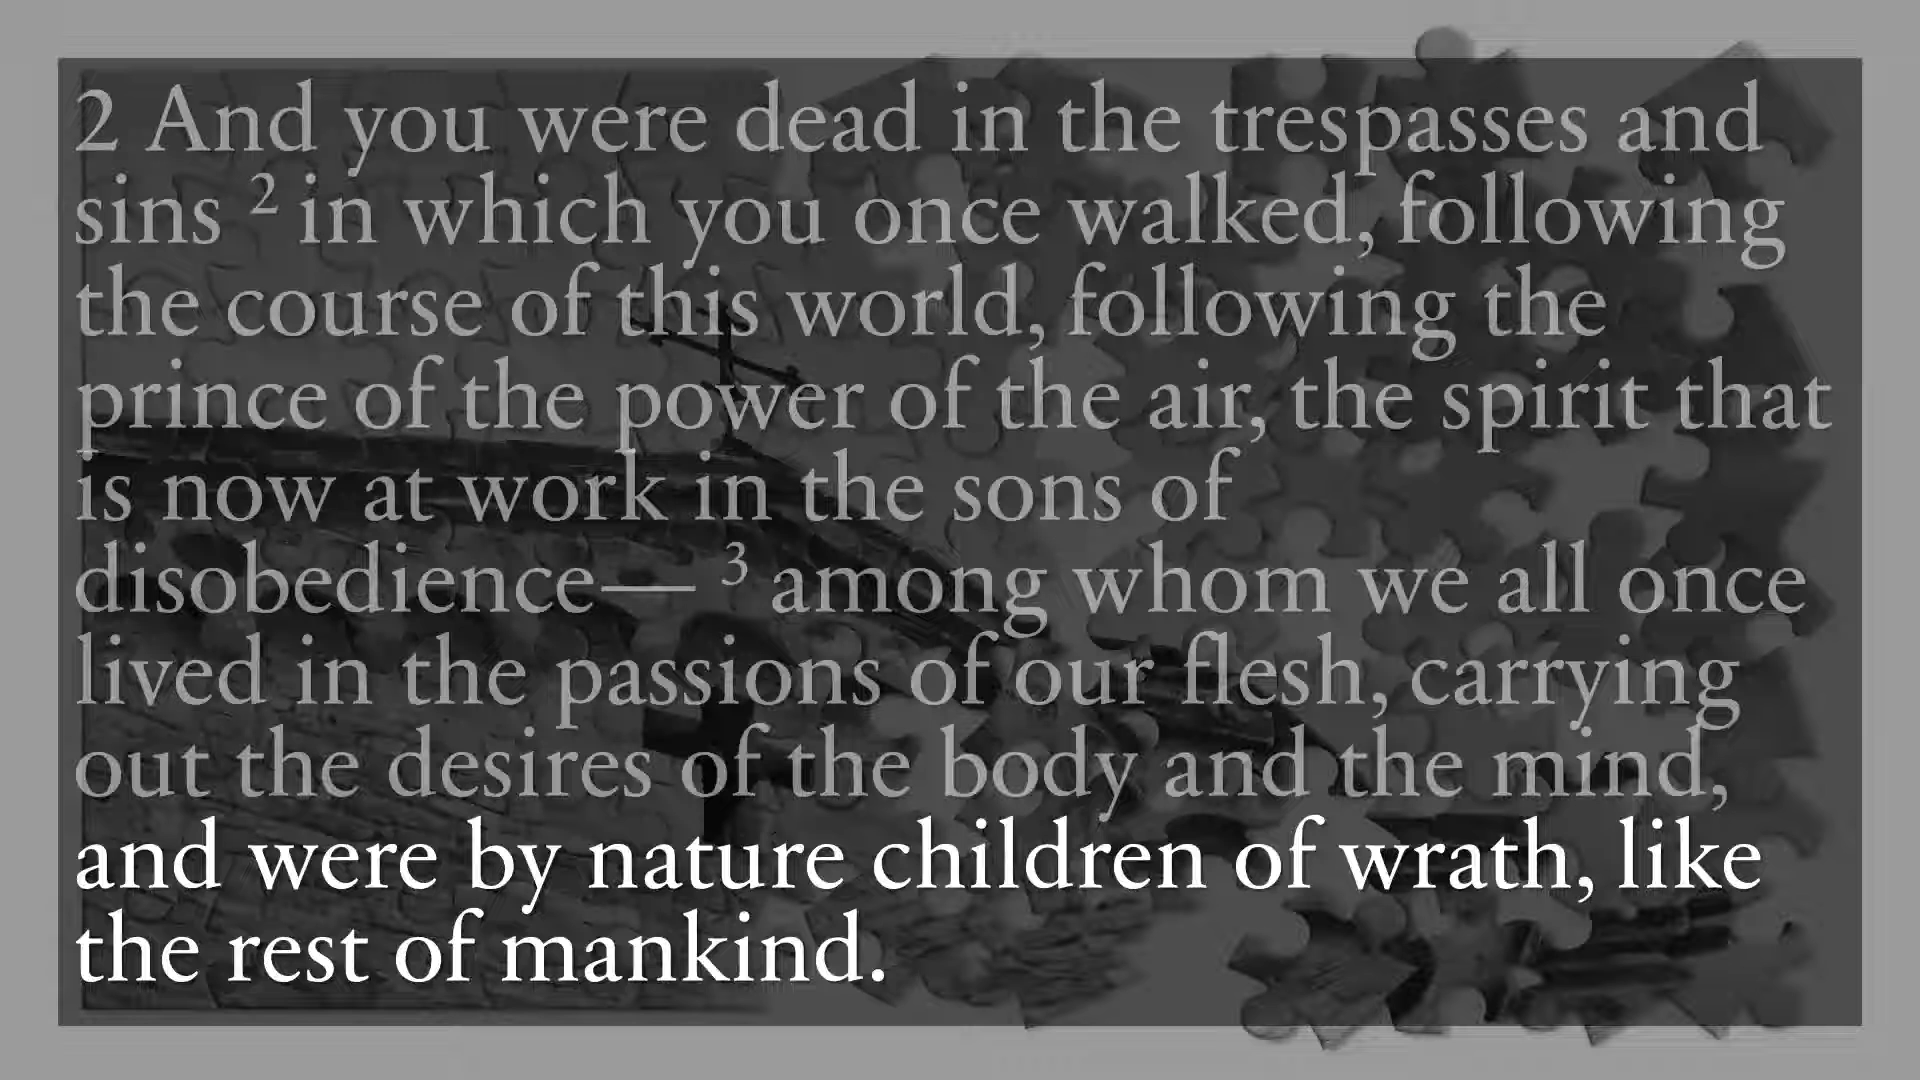 2 And you were dead in the trespasses and
sins ² in which you once walked, following
the course of this world, following the
prince of the power of the air, the spirit that
is now at work in the sons of
disobedience— ³ among whom we all once
lived in the passions of our flesh, carrying
out the desires of the body and the mind,
and were by nature children of wrath, like
the rest of mankind.